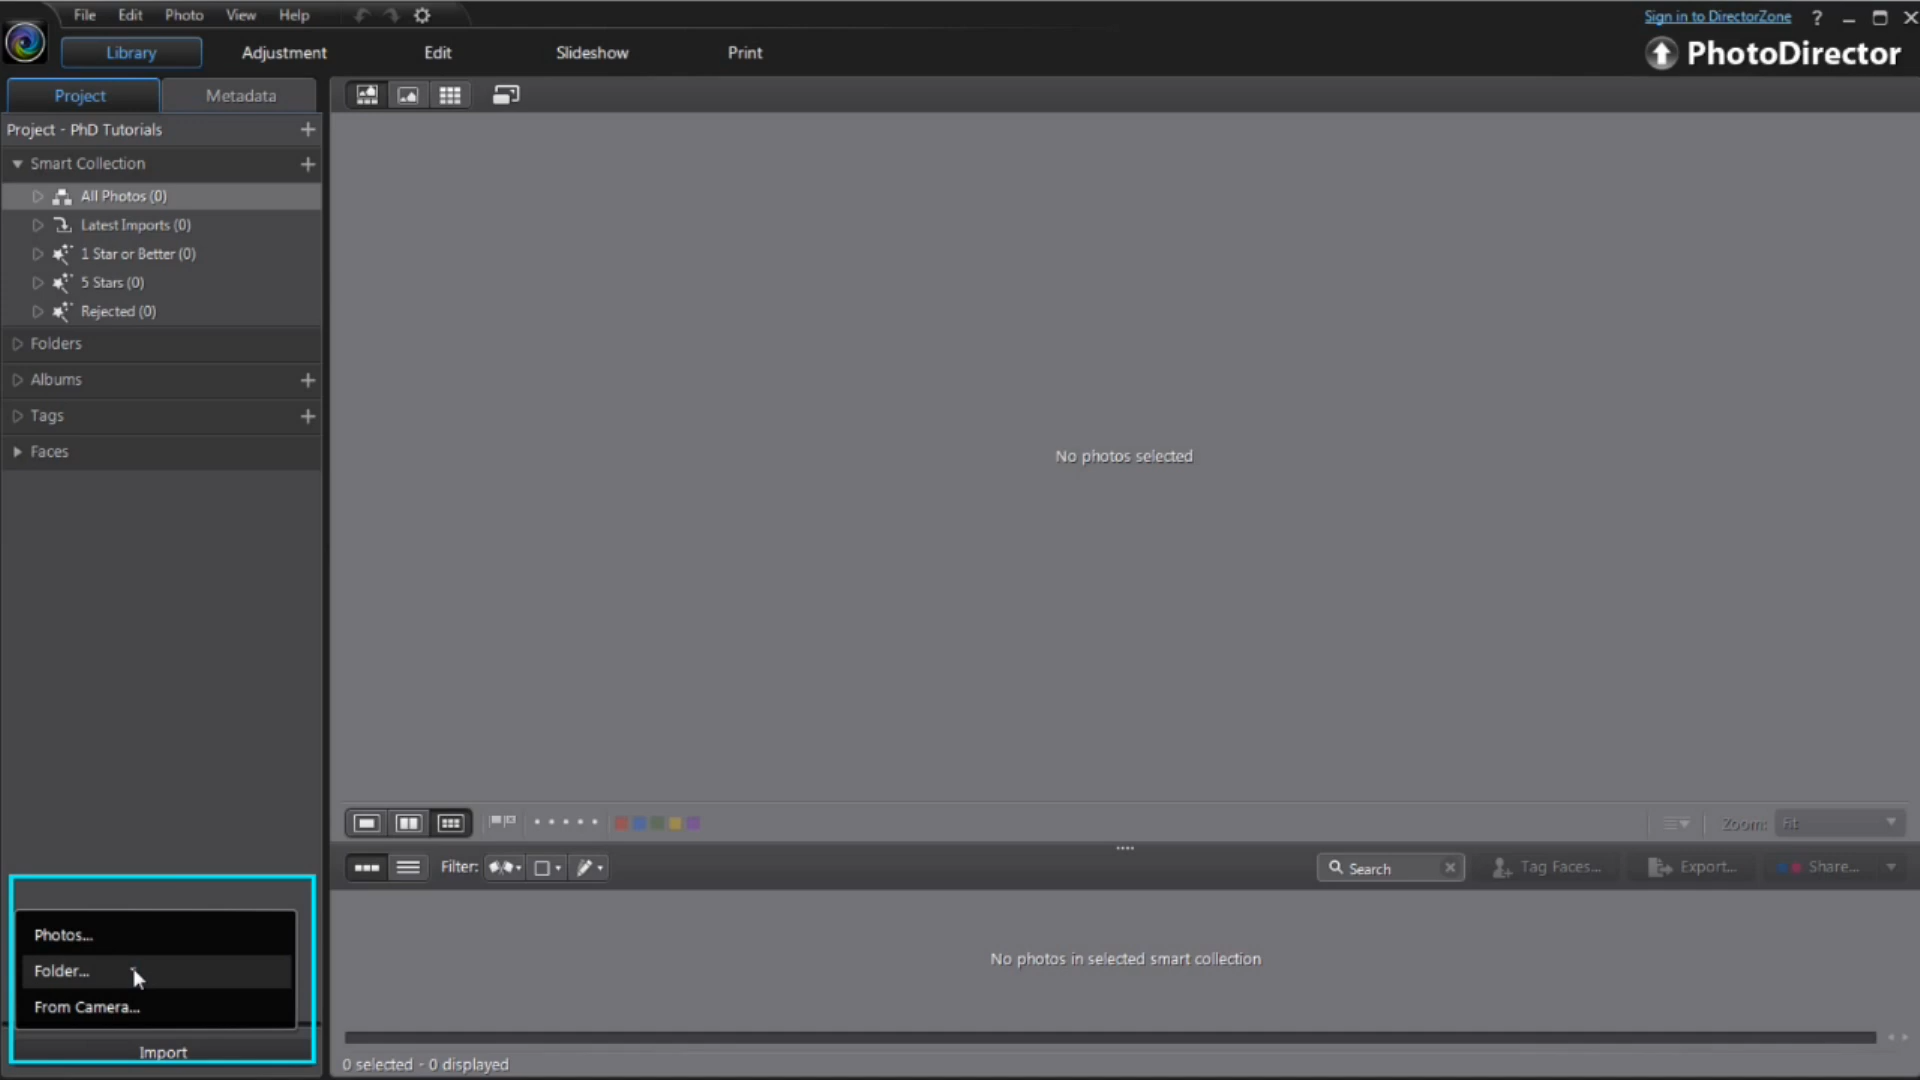 File Edit Photo View Help
Sign in to DirectorZone ?
Library Adjustment Edit Slideshow Print
PhotoDirector
Project Metadata
Project - PhD Tutorials
Smart Collection
All Photos (0)
Latest Imports (0)
1 Star or Better (0)
5 Stars (0)
Rejected (0)
Folders
Albums
Tags
Faces
No photos selected
Zoom: Fit
Filter: Search Tag Faces... Export... Share...
Photos...
Folder...
From Camera...
Import
No photos in selected smart collection
0 selected - 0 displayed